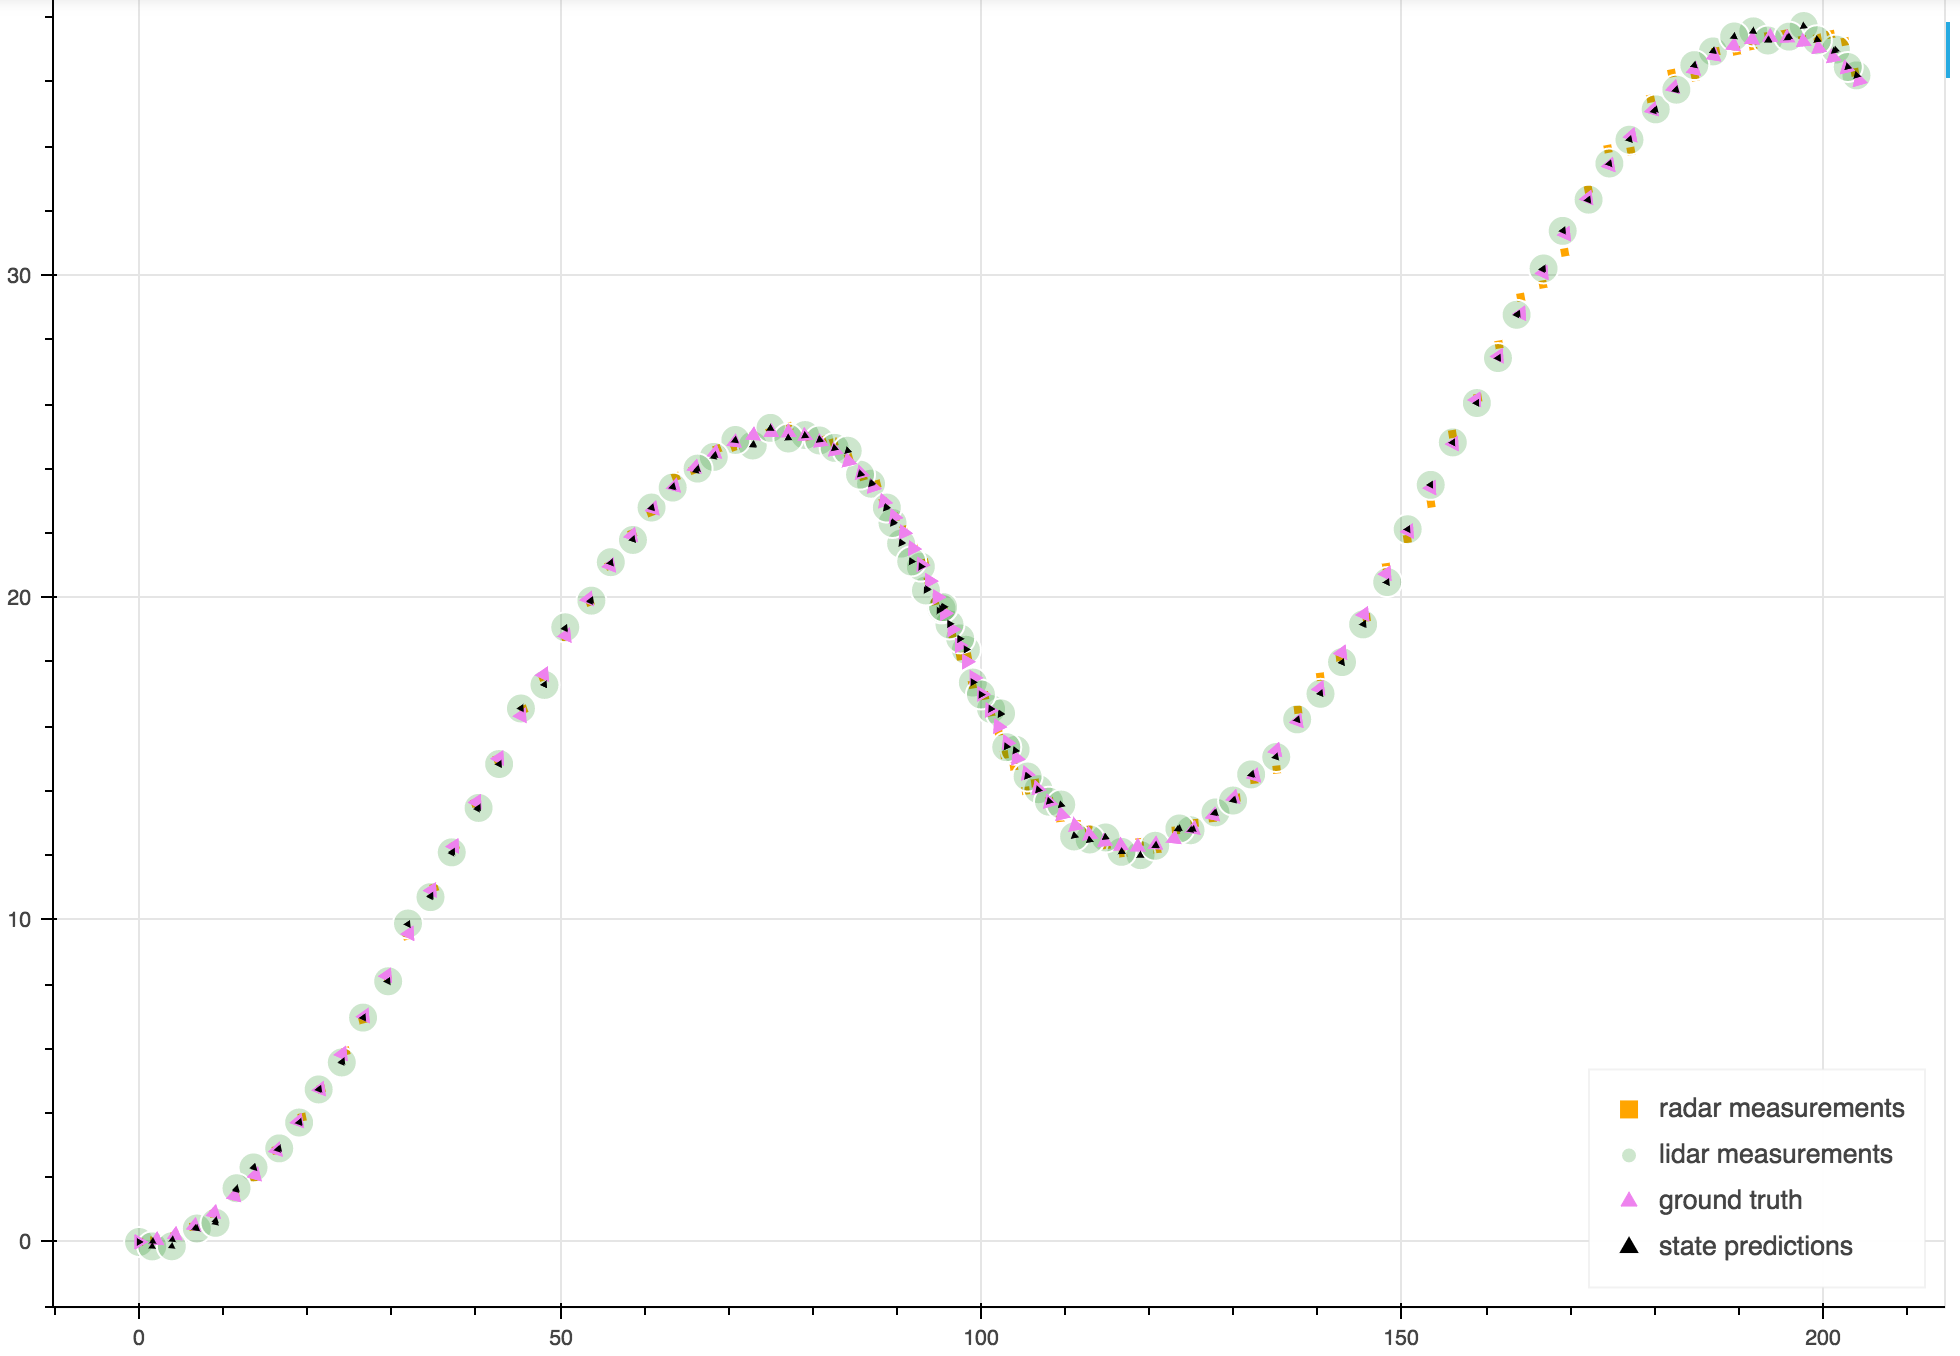 30
20
10
0
0 50 100 150 200
radar measurements
lidar measurements
ground truth
state predictions